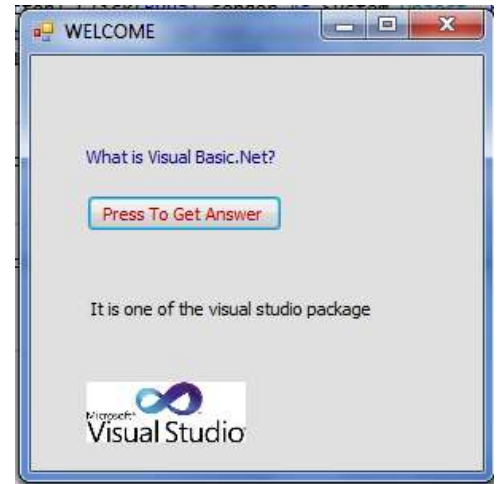 WELCOME
What is Visual Basic.Net?
Press To Get Answer
It is one of the visual studio package
Microsoft
Visual Studio